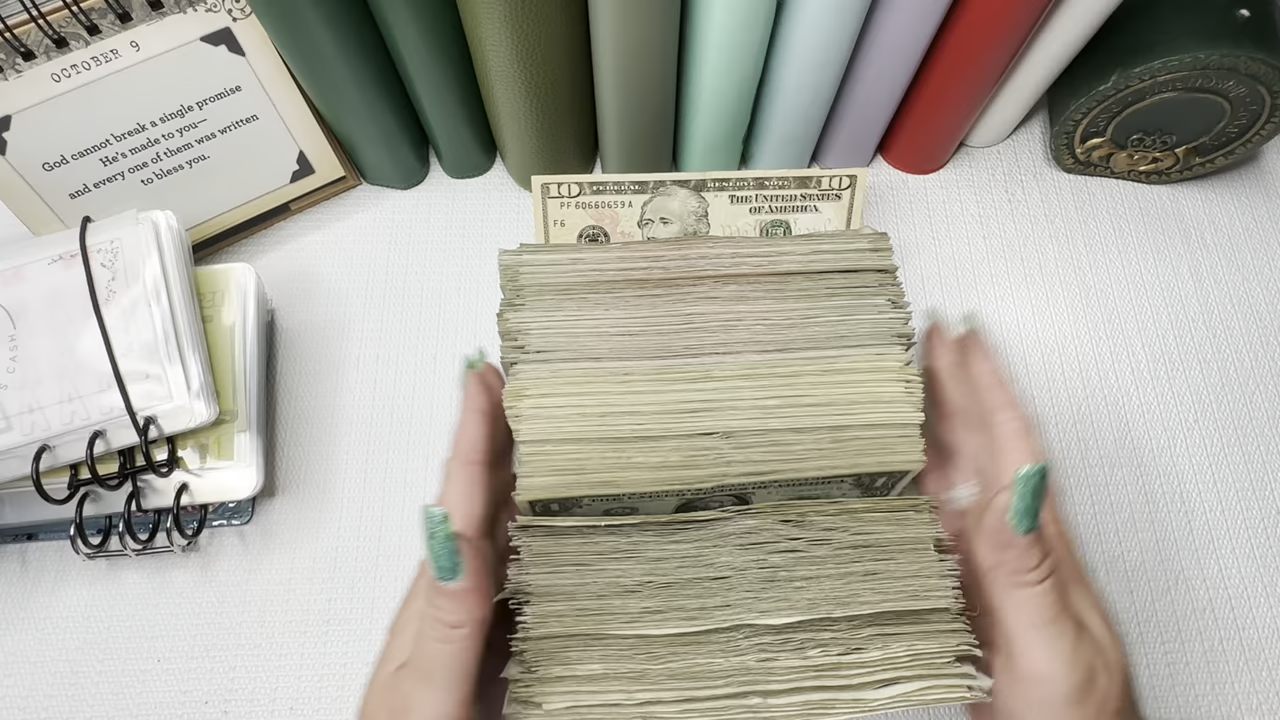 OCTOBER 9
God cannot break a single promise
He's made to you—
and every one of them was written
to bless you.
10 FEDERAL RESERVE NOTE 10
PF 60660659 A
THE UNITED STATES
OF AMERICA
F6
CASH